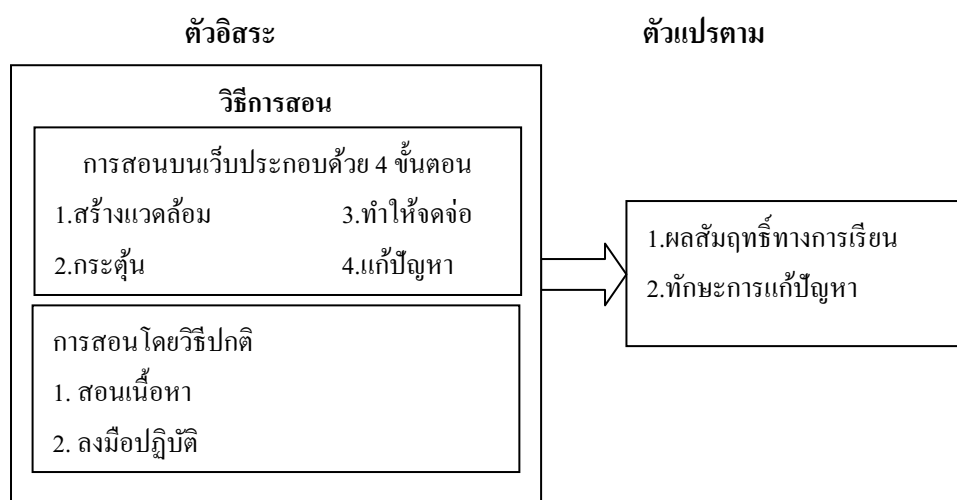 ตัวอิสระ ตัวแปรตาม
วิธีการสอน
การสอนบนเว็บประกอบด้วย 4 ขั้นตอน
1.สร้างแวดล้อม 3.ทำให้จดจ่อ
2.กระตุ้น 4.แก้ปัญหา
1.ผลสัมฤทธิ์ทางการเรียน
2.ทักษะการแก้ปัญหา
การสอนโดยวิธีปกติ
1. สอนเนื้อหา
2. ลงมือปฏิบัติ